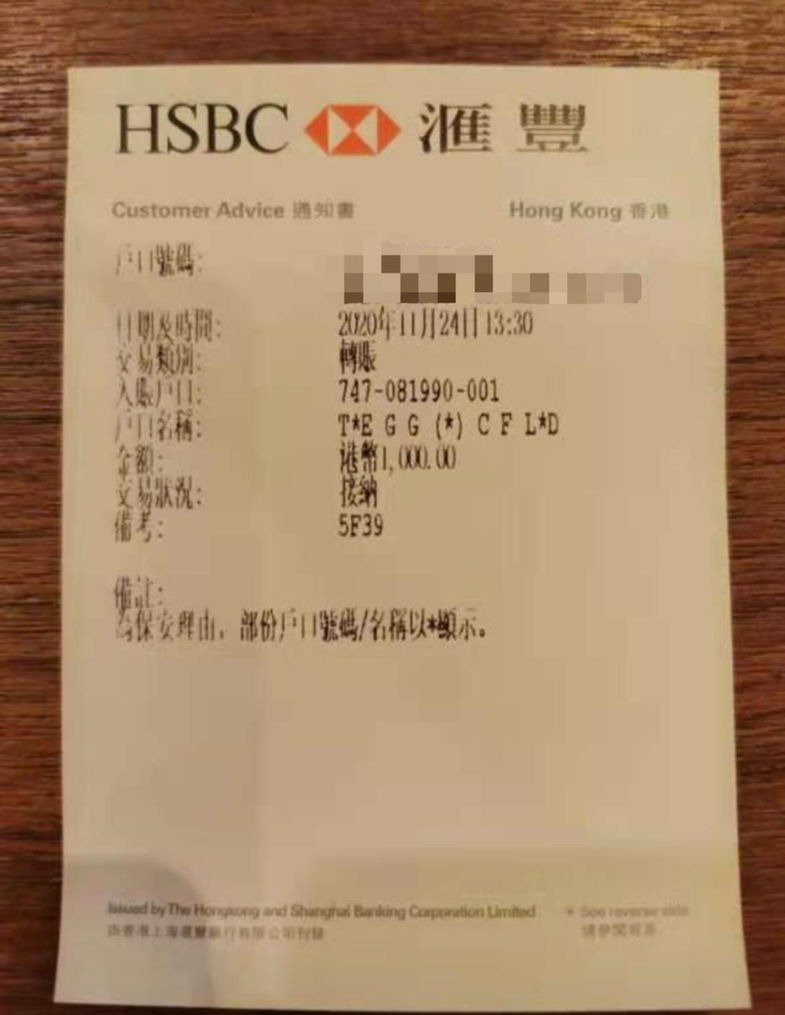 HSBC 滙豐
Customer Advice 通知書 Hong Kong 香港
戶口號碼:
日期及時間: 2020年11月24日13:30
交易類別: 轉賬
入賬戶口: 747-081990-001
戶口名稱: T*E G G (*) C F L*D
金額: 港幣1,000.00
交易狀況: 接納
備考: 5F39
備註:
為保安理由，部份戶口號碼/名稱以*顯示。
Issued by The Hongkong and Shanghai Banking Corporation Limited * See reverse side
由香港上海滙豐銀行有限公司刊發 請參閱背頁